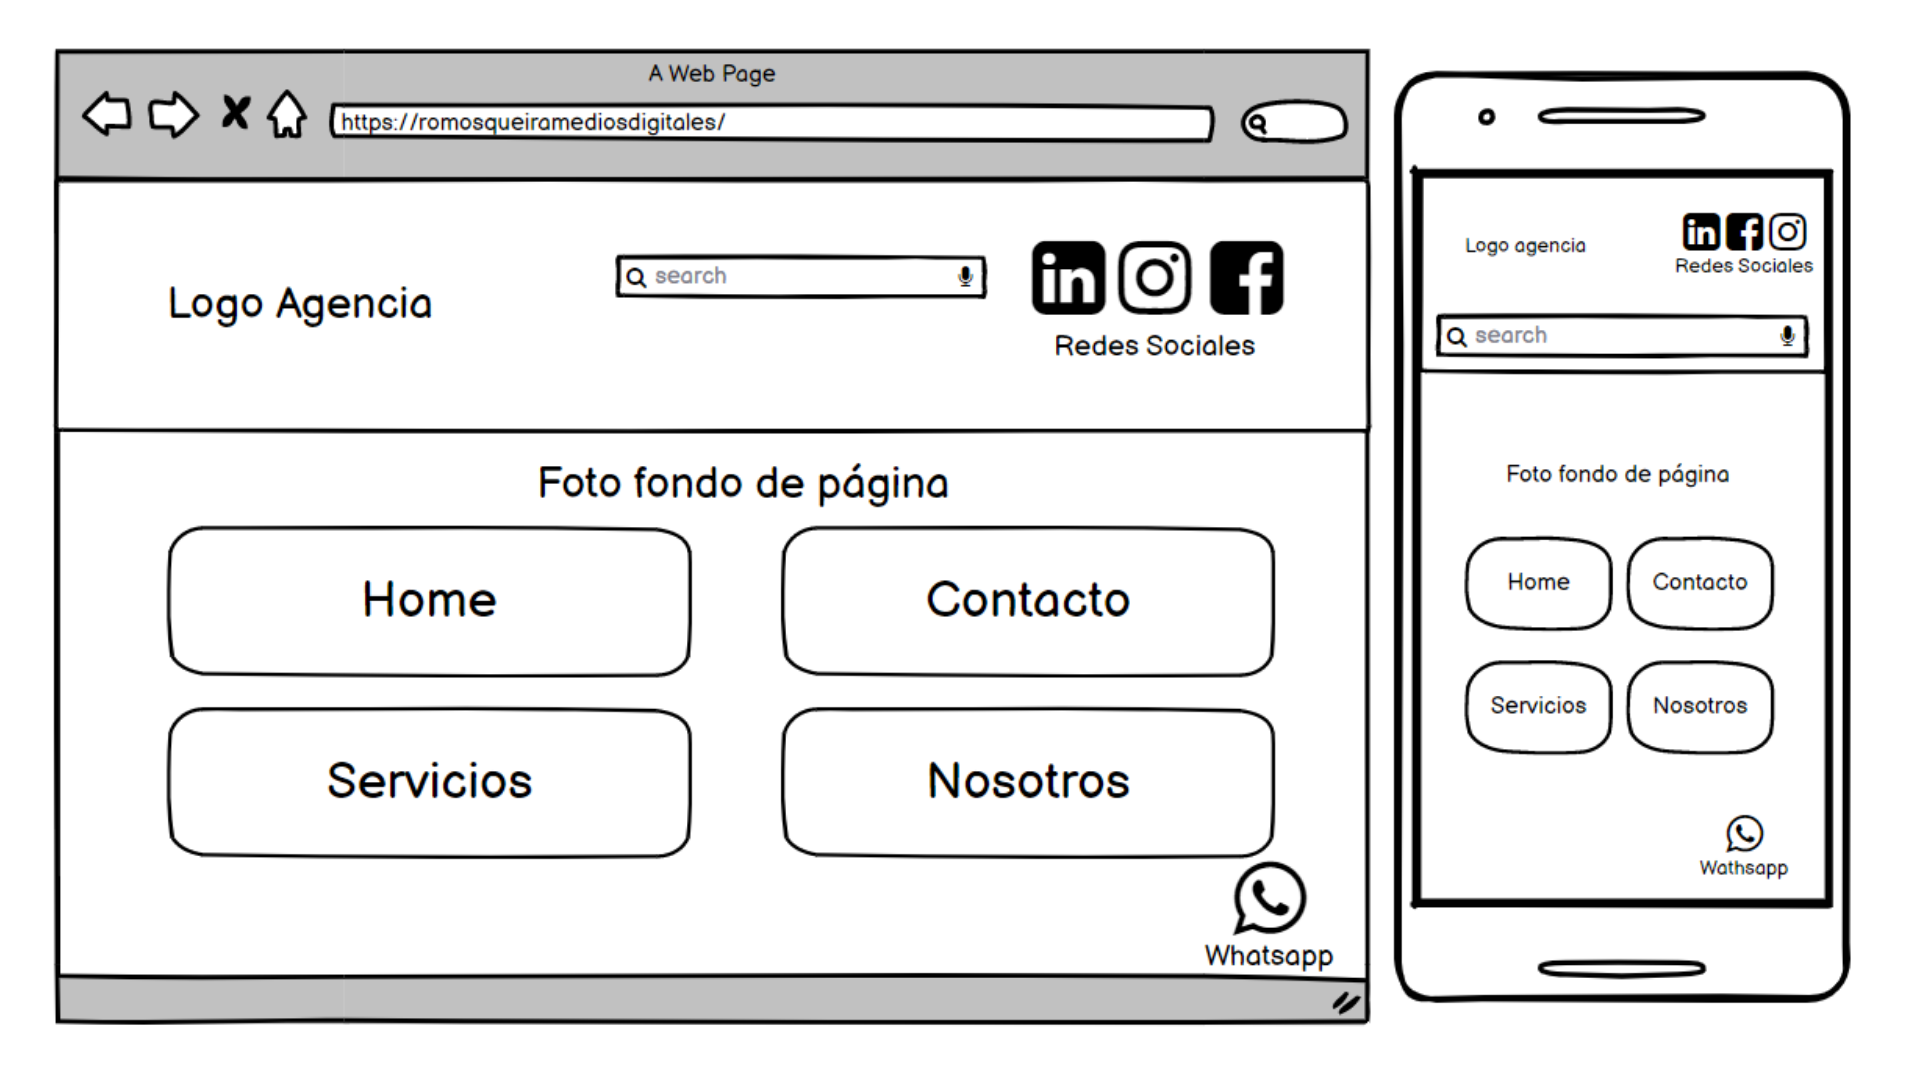 A Web Page
https://romosqueiramediosdigitales/
Logo Agencia
search
Redes Sociales
Foto fondo de página
Home
Contacto
Servicios
Nosotros
Whatsapp
Logo agencia
Redes Sociales
search
Foto fondo de página
Home
Contacto
Servicios
Nosotros
Wathsapp